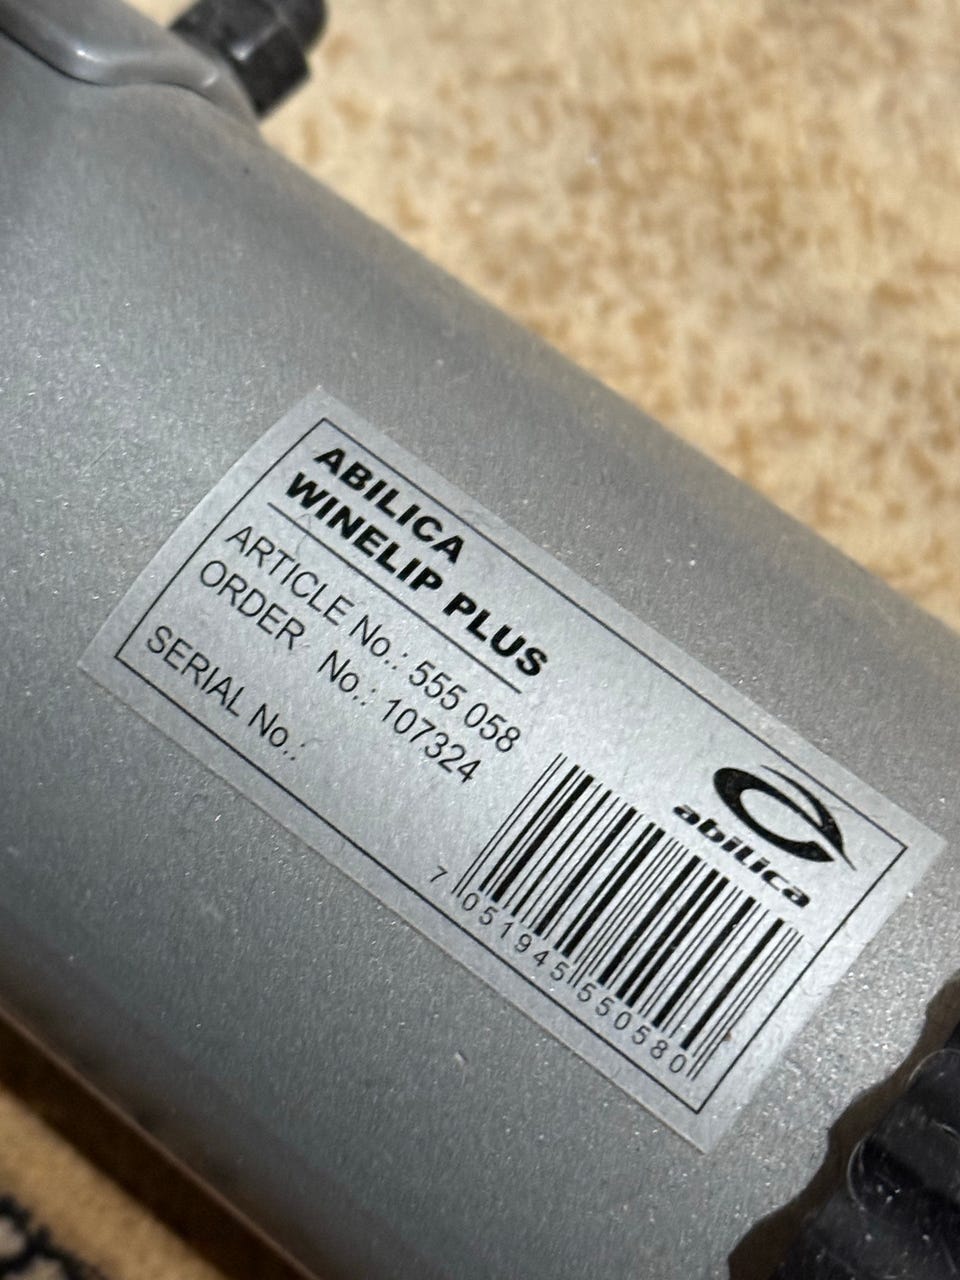 ABILICA
WINELIP PLUS
ARTICLE No.: 555 058
ORDER No.: 107324
SERIAL No.:
abilica
7 051945 550580